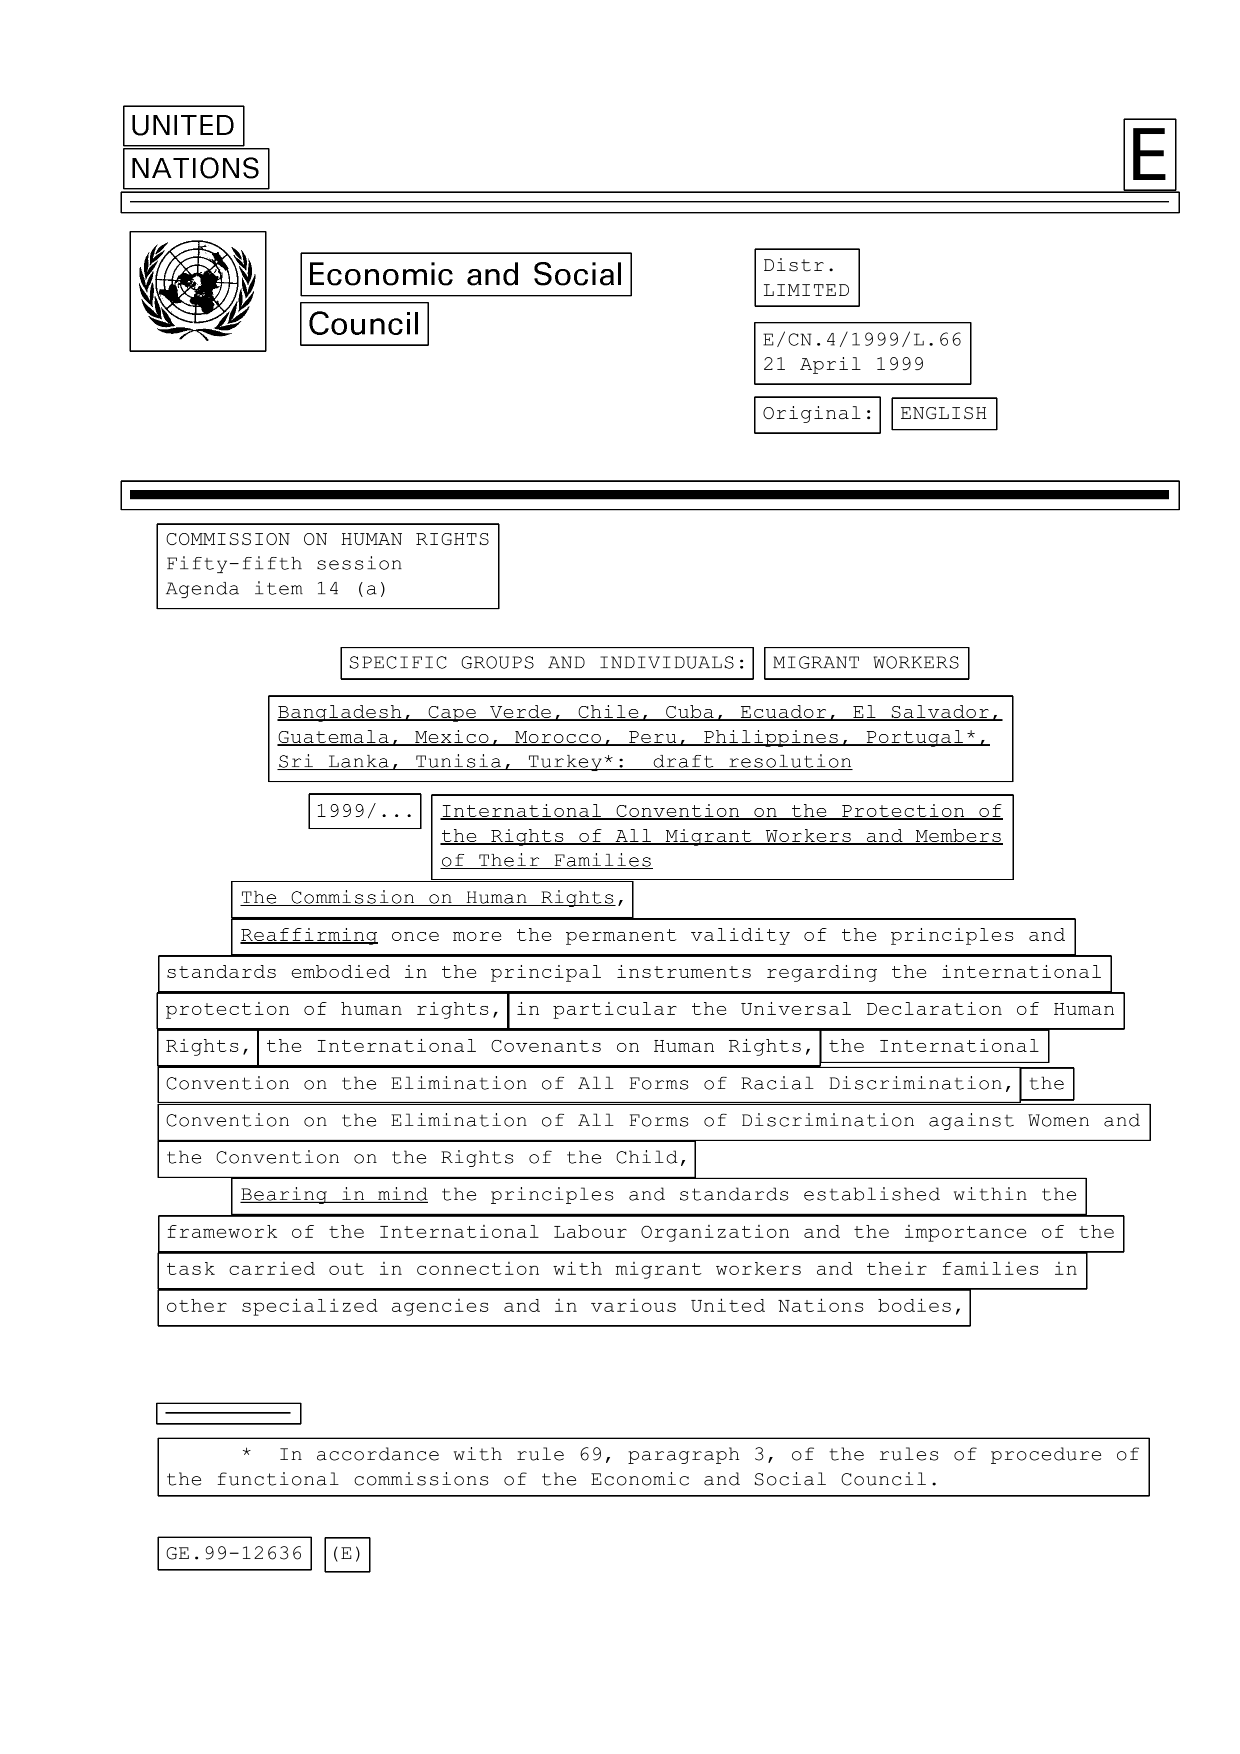 UNITED
NATIONS
E
Economic and Social
Council
Distr.
LIMITED
E/CN.4/1999/L.66
21 April 1999
Original: ENGLISH
COMMISSION ON HUMAN RIGHTS
Fifty-fifth session
Agenda item 14 (a)
SPECIFIC GROUPS AND INDIVIDUALS: MIGRANT WORKERS
Bangladesh, Cape Verde, Chile, Cuba, Ecuador, El Salvador,
Guatemala, Mexico, Morocco, Peru, Philippines, Portugal*,
Sri Lanka, Tunisia, Turkey*: draft resolution
1999/... International Convention on the Protection of
the Rights of All Migrant Workers and Members
of Their Families
The Commission on Human Rights,
Reaffirming once more the permanent validity of the principles and
standards embodied in the principal instruments regarding the international
protection of human rights, in particular the Universal Declaration of Human
Rights, the International Covenants on Human Rights, the International
Convention on the Elimination of All Forms of Racial Discrimination, the
Convention on the Elimination of All Forms of Discrimination against Women and
the Convention on the Rights of the Child,
Bearing in mind the principles and standards established within the
framework of the International Labour Organization and the importance of the
task carried out in connection with migrant workers and their families in
other specialized agencies and in various United Nations bodies,
* In accordance with rule 69, paragraph 3, of the rules of procedure of
the functional commissions of the Economic and Social Council.
GE.99-12636 (E)